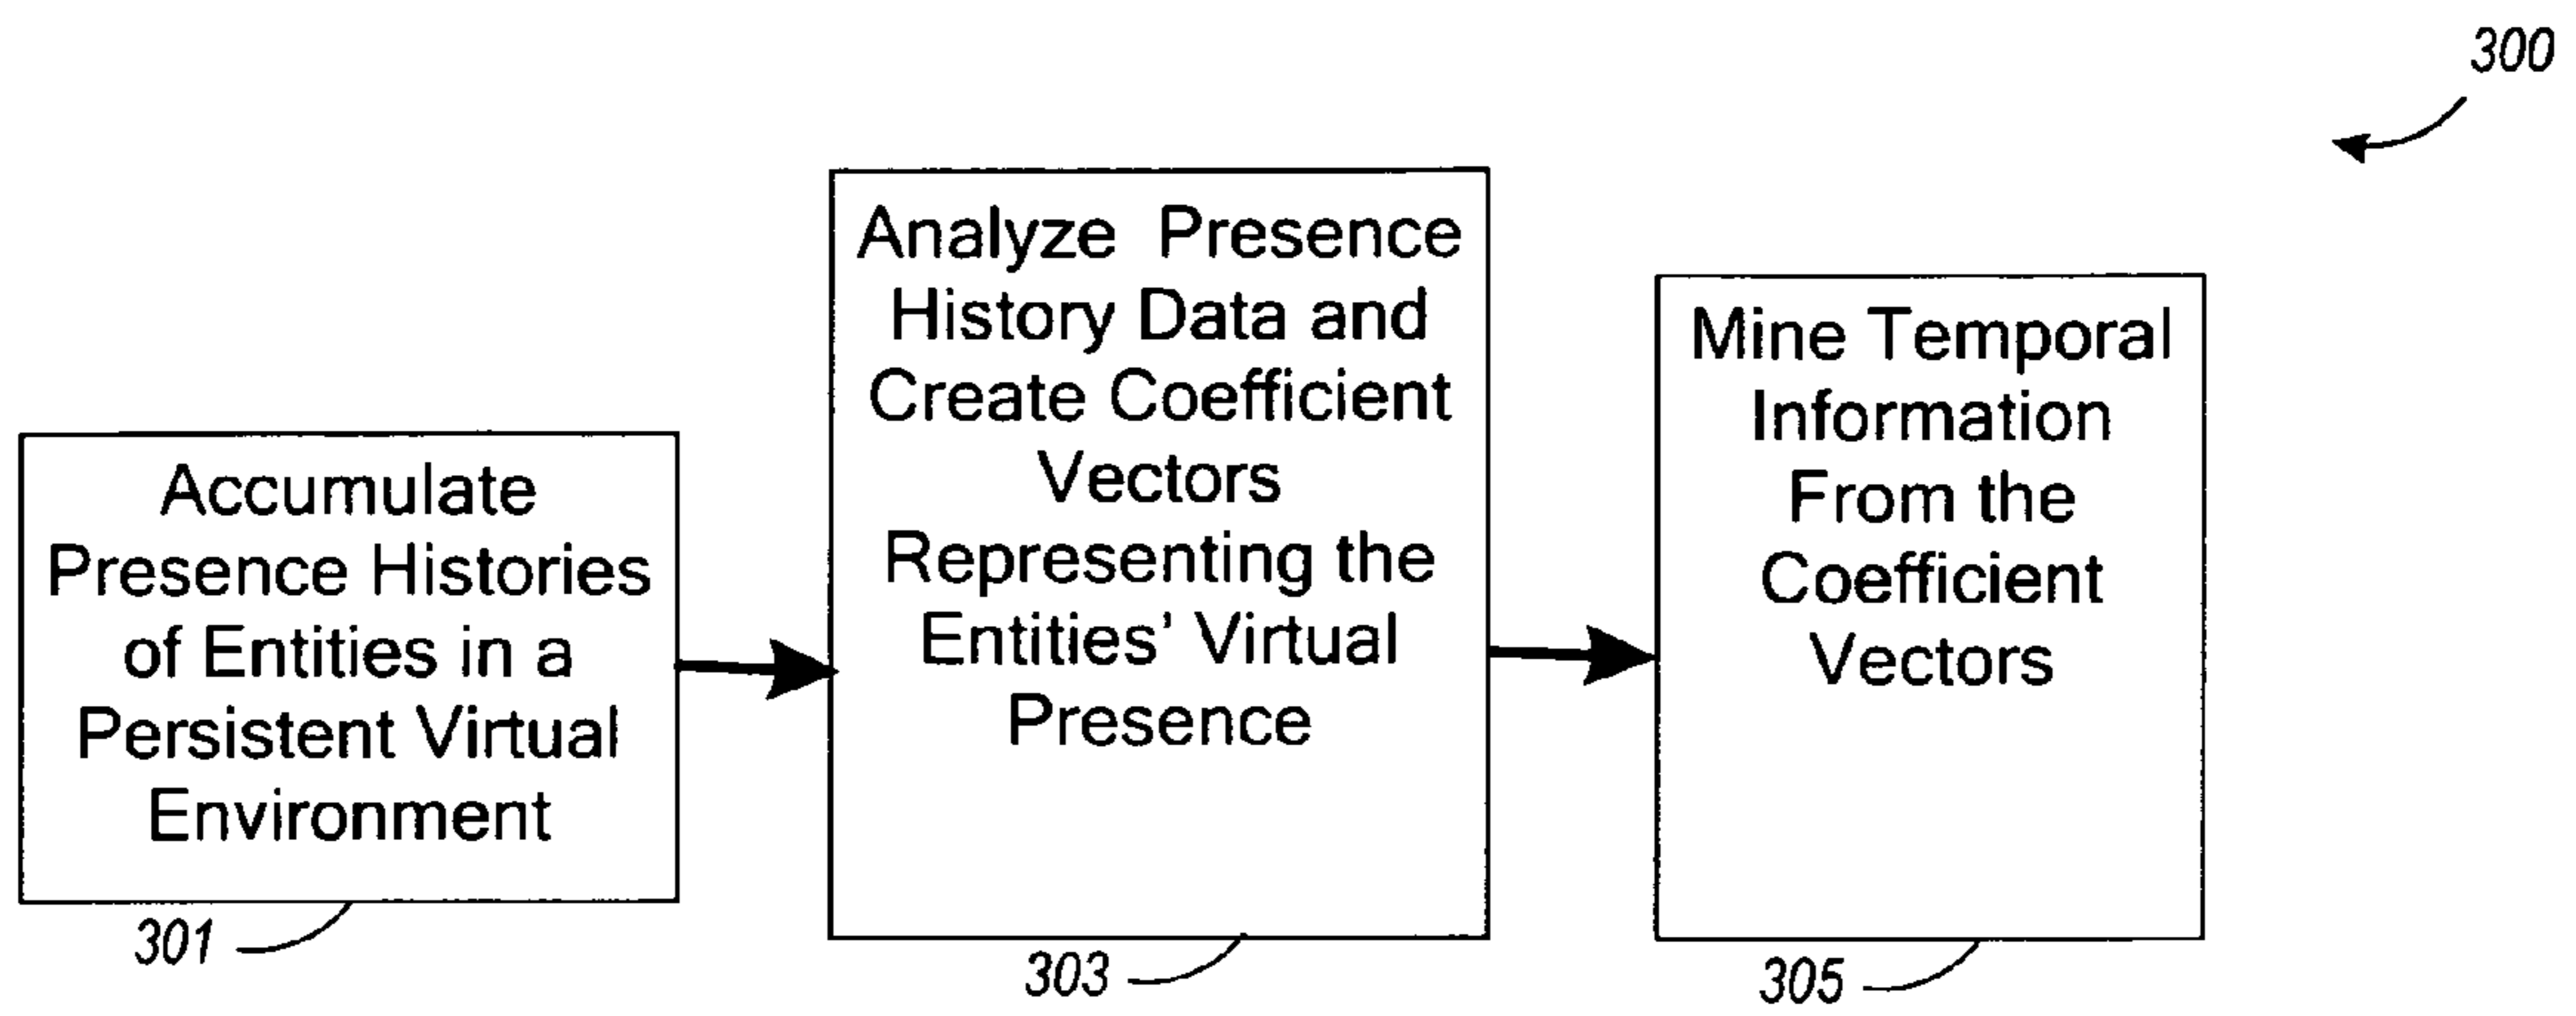 300
Accumulate
Presence Histories
of Entities in a
Persistent Virtual
Environment
301
Analyze Presence
History Data and
Create Coefficient
Vectors
Representing the
Entities' Virtual
Presence
303
Mine Temporal
Information
From the
Coefficient
Vectors
305